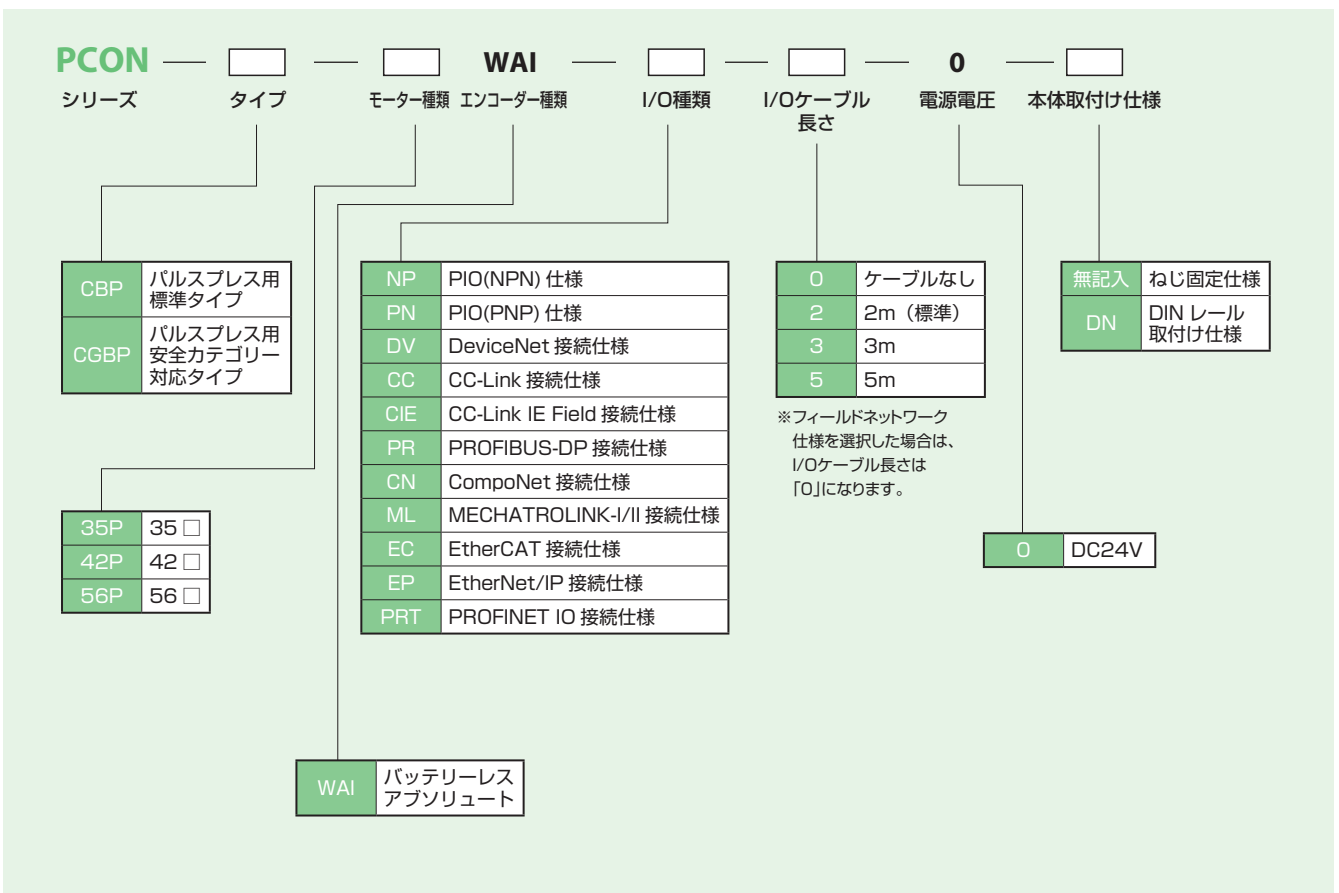 PCON — □ — □ WAI — □ — □ — 0 — □
シリーズ タイプ モーター種類 エンコーダー種類 I/O種類 I/Oケーブル 長さ 電源電圧 本体取付け仕様
CBP パルスプレス用
標準タイプ
CGBP パルスプレス用
安全カテゴリー
対応タイプ
35P 35 □
42P 42 □
56P 56 □
WAI バッテリーレス
アブソリュート
NP PIO(NPN) 仕様
PN PIO(PNP) 仕様
DV DeviceNet 接続仕様
CC CC-Link 接続仕様
CIE CC-Link IE Field 接続仕様
PR PROFIBUS-DP 接続仕様
CN CompoNet 接続仕様
ML MECHATROLINK-I/II 接続仕様
EC EtherCAT 接続仕様
EP EtherNet/IP 接続仕様
PRT PROFINET IO 接続仕様
0 ケーブルなし
2 2m（標準）
3 3m
5 5m
※フィールドネットワーク
仕様を選択した場合は、
I/Oケーブル長さは
「0」になります。
0 DC24V
無記入 ねじ固定仕様
DN DIN レール
取付け仕様